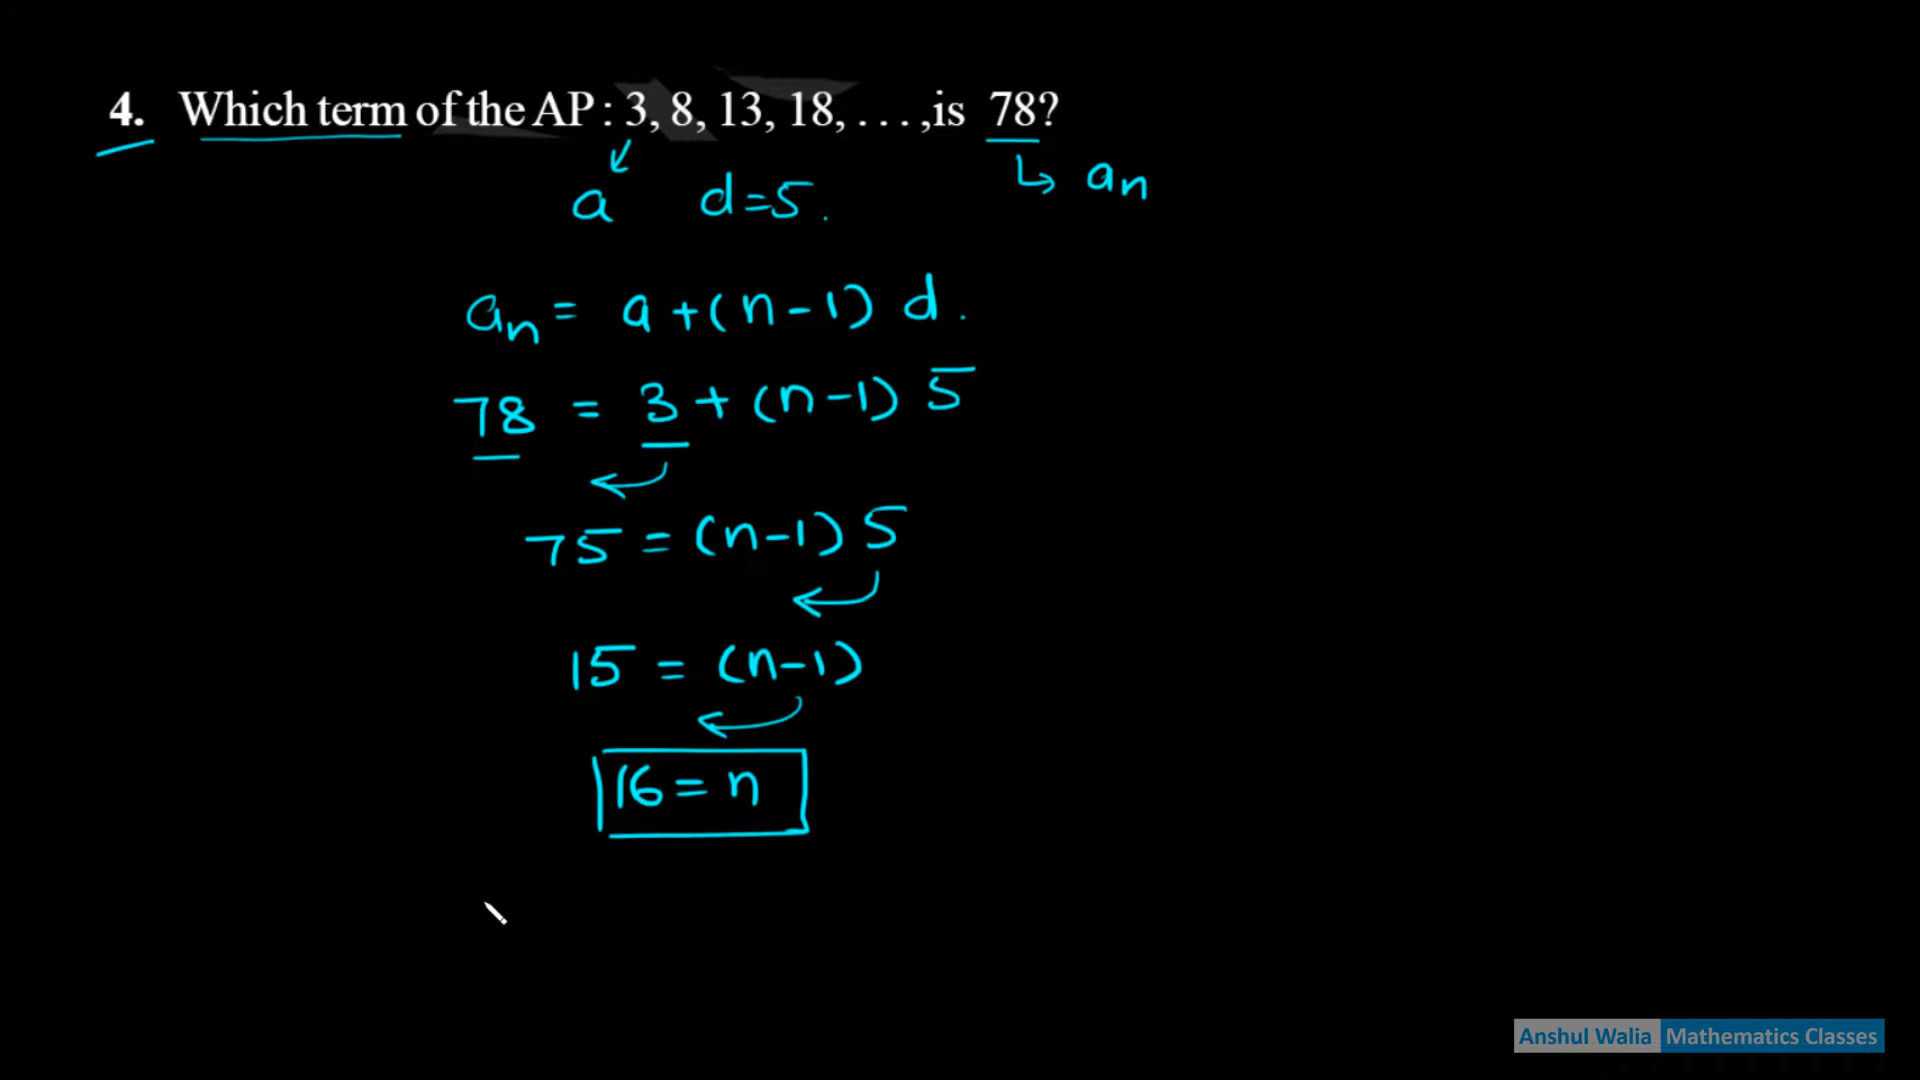 4. Which term of the AP : 3, 8, 13, 18, . . . ,is 78?
a d=5. an
an = a+(n-1) d.
78 = 3+(n-1) 5
75 = (n-1) 5
15 = (n-1)
16 = n
Anshul Walia Mathematics Classes